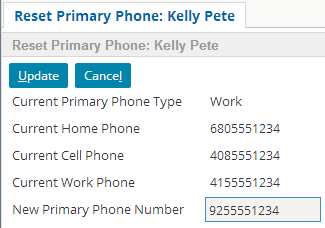 Reset Primary Phone: Kelly Pete
Reset Primary Phone: Kelly Pete
Update Cancel
Current Primary Phone Type Work
Current Home Phone 6805551234
Current Cell Phone 4085551234
Current Work Phone 4155551234
New Primary Phone Number 9255551234